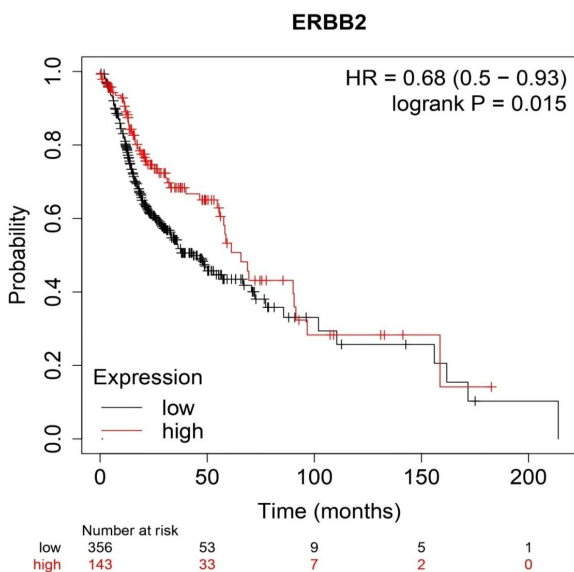 ERBB2
HR = 0.68 (0.5 − 0.93)
logrank P = 0.015
Probability
1.0
0.8
0.6
0.4
0.2
0.0
Expression
low
high
0 50 100 150 200
Time (months)
Number at risk
low 356 53 9 5 1
high 143 33 7 2 0